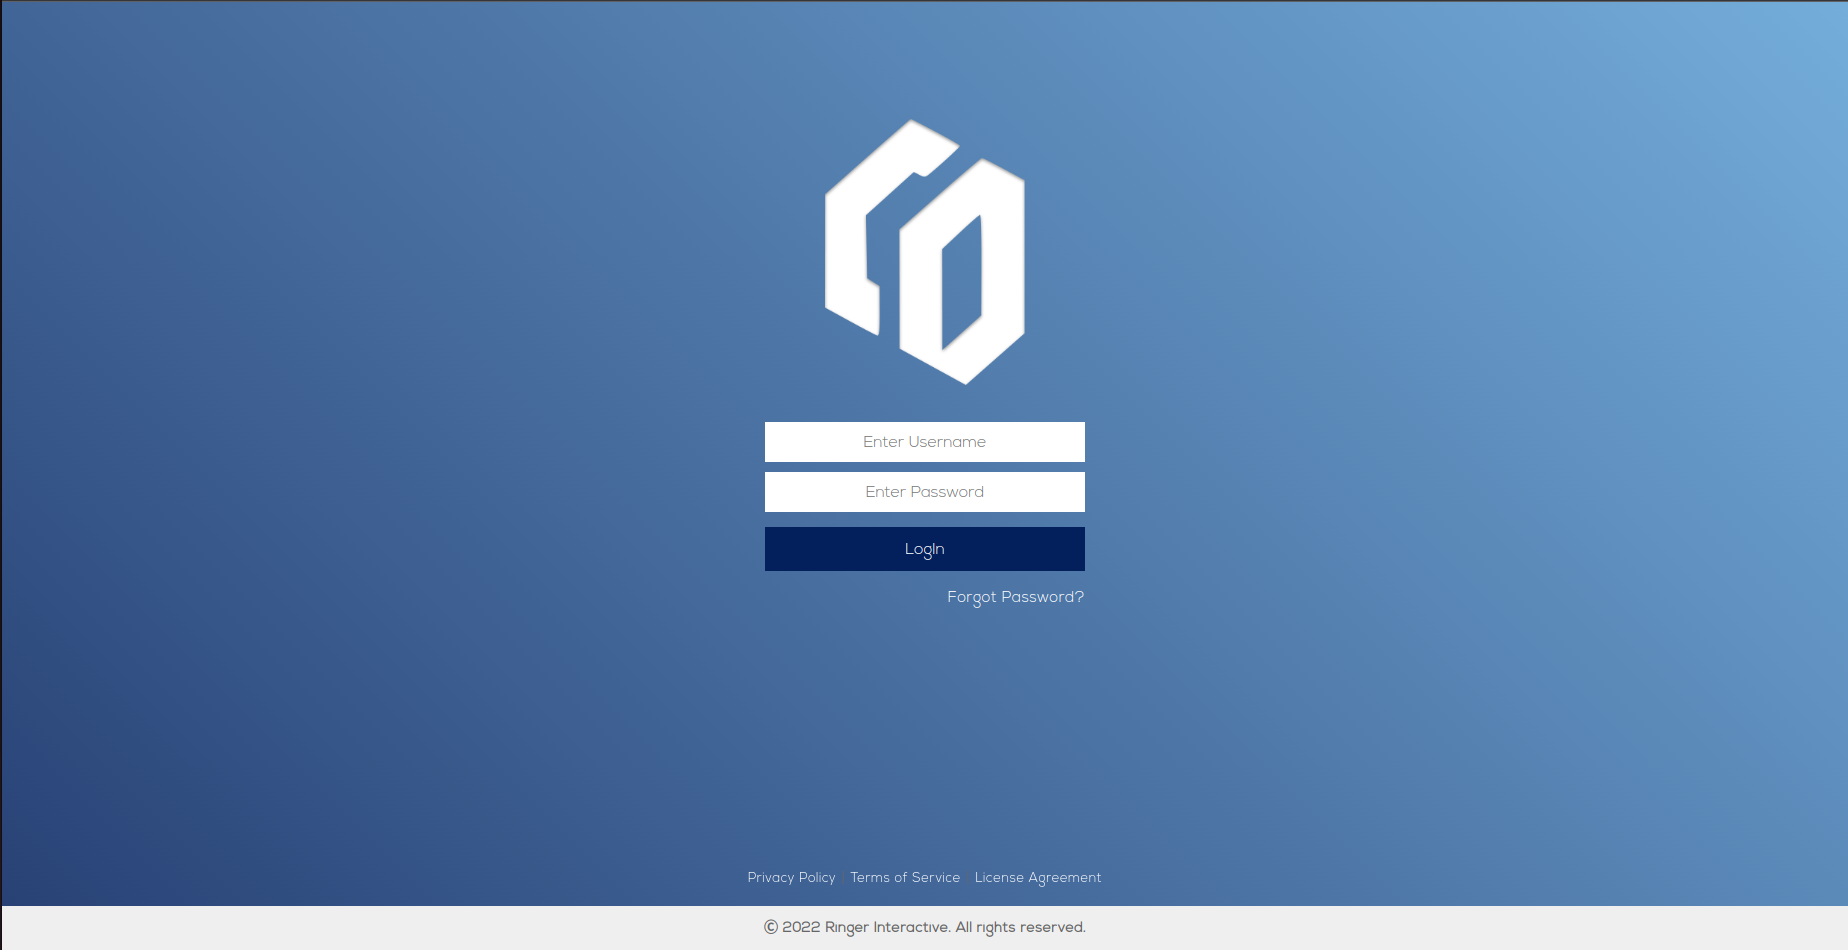 Enter Username
Enter Password
LogIn
Forgot Password?
Privacy Policy Terms of Service License Agreement
© 2022 Ringer Interactive. All rights reserved.